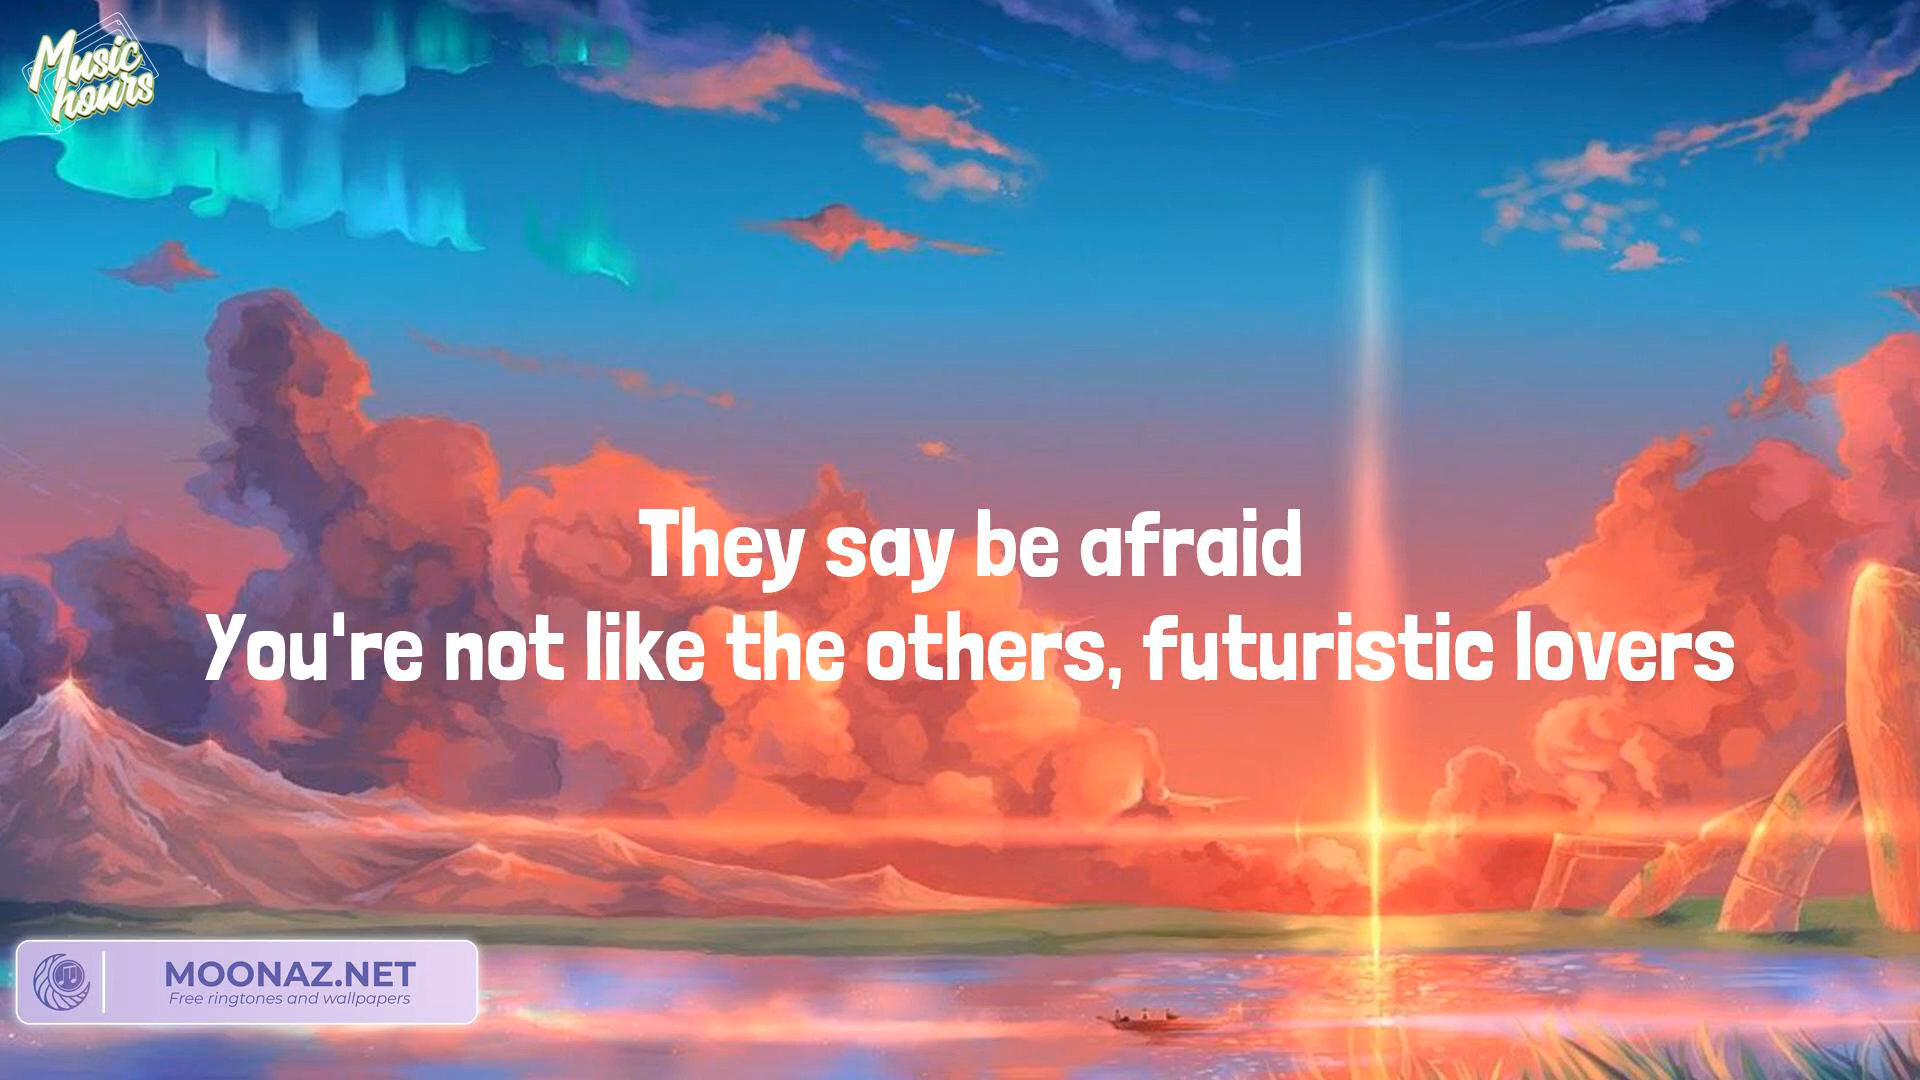 Music
hours
They say be afraid
You're not like the others, futuristic lovers
MOONAZ.NET
Free ringtones and wallpapers